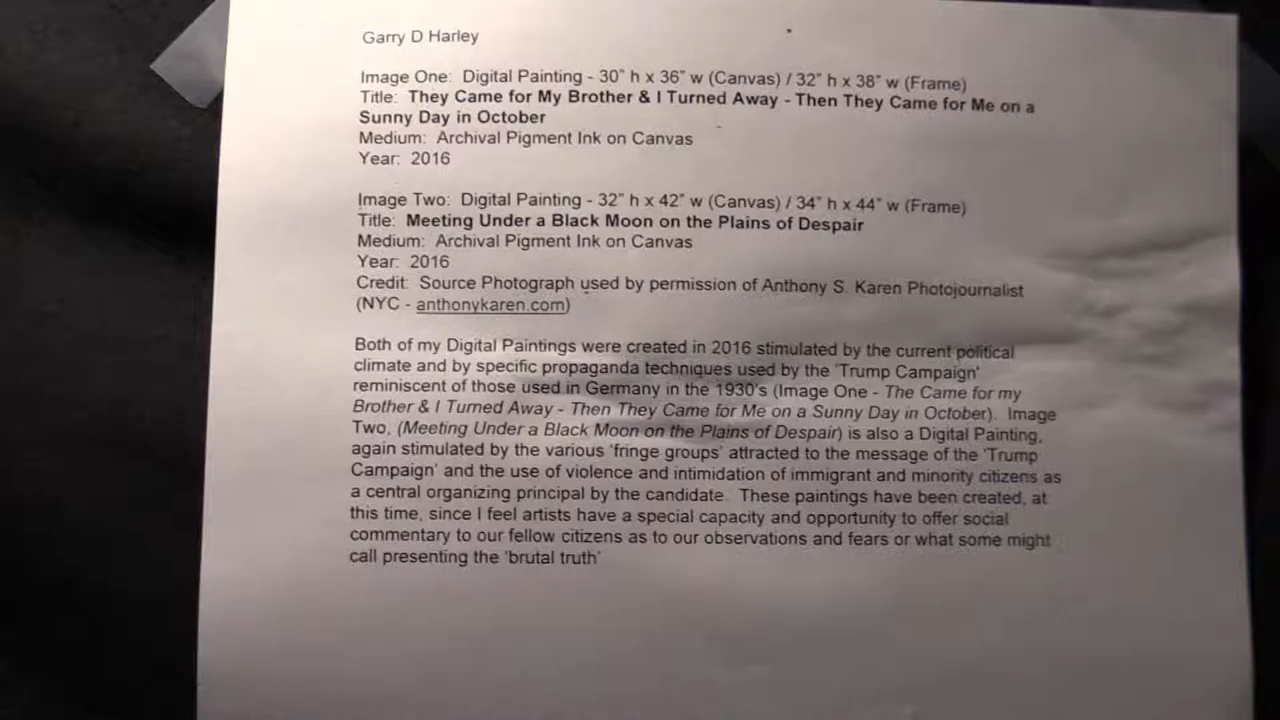 Garry D Harley
Image One: Digital Painting - 30" h x 36" w (Canvas) / 32" h x 38" w (Frame)
Title: They Came for My Brother & I Turned Away - Then They Came for Me on a
Sunny Day in October
Medium: Archival Pigment Ink on Canvas
Year: 2016
Image Two: Digital Painting - 32" h x 42" w (Canvas) / 34" h x 44" w (Frame)
Title: Meeting Under a Black Moon on the Plains of Despair
Medium: Archival Pigment Ink on Canvas
Year: 2016
Credit: Source Photograph used by permission of Anthony S. Karen Photojournalist
(NYC - anthonykaren.com)
Both of my Digital Paintings were created in 2016 stimulated by the current political
climate and by specific propaganda techniques used by the 'Trump Campaign'
reminiscent of those used in Germany in the 1930's (Image One - The Came for my
Brother & I Turned Away - Then They Came for Me on a Sunny Day in October). Image
Two, (Meeting Under a Black Moon on the Plains of Despair) is also a Digital Painting,
again stimulated by the various 'fringe groups' attracted to the message of the 'Trump
Campaign' and the use of violence and intimidation of immigrant and minority citizens as
a central organizing principal by the candidate. These paintings have been created, at
this time, since I feel artists have a special capacity and opportunity to offer social
commentary to our fellow citizens as to our observations and fears or what some might
call presenting the 'brutal truth'